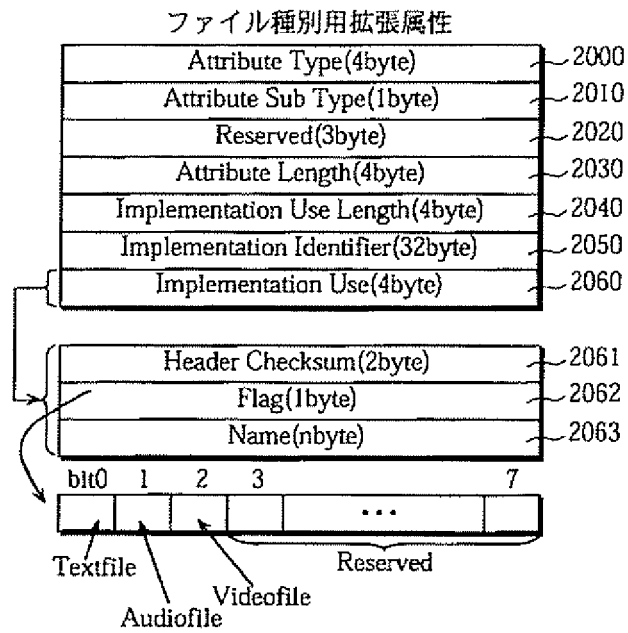 ファイル種別用拡張属性
Attribute Type(4byte) 2000
Attribute Sub Type(1byte) 2010
Reserved(3byte) 2020
Attribute Length(4byte) 2030
Implementation Use Length(4byte) 2040
Implementation Identifier(32byte) 2050
Implementation Use(4byte) 2060
Header Checksum(2byte) 2061
Flag(1byte) 2062
Name(nbyte) 2063
bit0 1 2 3 7
...
Textfile
Reserved
Videofile
Audiofile